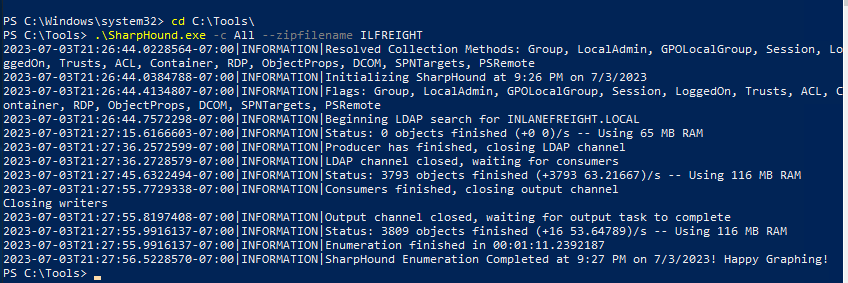 PS C:\Windows\system32> cd C:\Tools\
PS C:\Tools> .\SharpHound.exe -c All --zipfilename ILFREIGHT
2023-07-03T21:26:44.0228564-07:00|INFORMATION|Resolved Collection Methods: Group, LocalAdmin, GPOLocalGroup, Session, Lo
ggedOn, Trusts, ACL, Container, RDP, ObjectProps, DCOM, SPNTargets, PSRemote
2023-07-03T21:26:44.0384788-07:00|INFORMATION|Initializing SharpHound at 9:26 PM on 7/3/2023
2023-07-03T21:26:44.4134807-07:00|INFORMATION|Flags: Group, LocalAdmin, GPOLocalGroup, Session, LoggedOn, Trusts, ACL, C
ontainer, RDP, ObjectProps, DCOM, SPNTargets, PSRemote
2023-07-03T21:26:44.7572298-07:00|INFORMATION|Beginning LDAP search for INLANEFREIGHT.LOCAL
2023-07-03T21:27:15.6166603-07:00|INFORMATION|Status: 0 objects finished (+0 0)/s -- Using 65 MB RAM
2023-07-03T21:27:36.2572599-07:00|INFORMATION|Producer has finished, closing LDAP channel
2023-07-03T21:27:36.2728579-07:00|INFORMATION|LDAP channel closed, waiting for consumers
2023-07-03T21:27:45.6322494-07:00|INFORMATION|Status: 3793 objects finished (+3793 63.21667)/s -- Using 116 MB RAM
2023-07-03T21:27:55.7729338-07:00|INFORMATION|Consumers finished, closing output channel
Closing writers
2023-07-03T21:27:55.8197408-07:00|INFORMATION|Output channel closed, waiting for output task to complete
2023-07-03T21:27:55.9916137-07:00|INFORMATION|Status: 3809 objects finished (+16 53.64789)/s -- Using 116 MB RAM
2023-07-03T21:27:55.9916137-07:00|INFORMATION|Enumeration finished in 00:01:11.2392187
2023-07-03T21:27:56.5228570-07:00|INFORMATION|SharpHound Enumeration Completed at 9:27 PM on 7/3/2023! Happy Graphing!
PS C:\Tools>